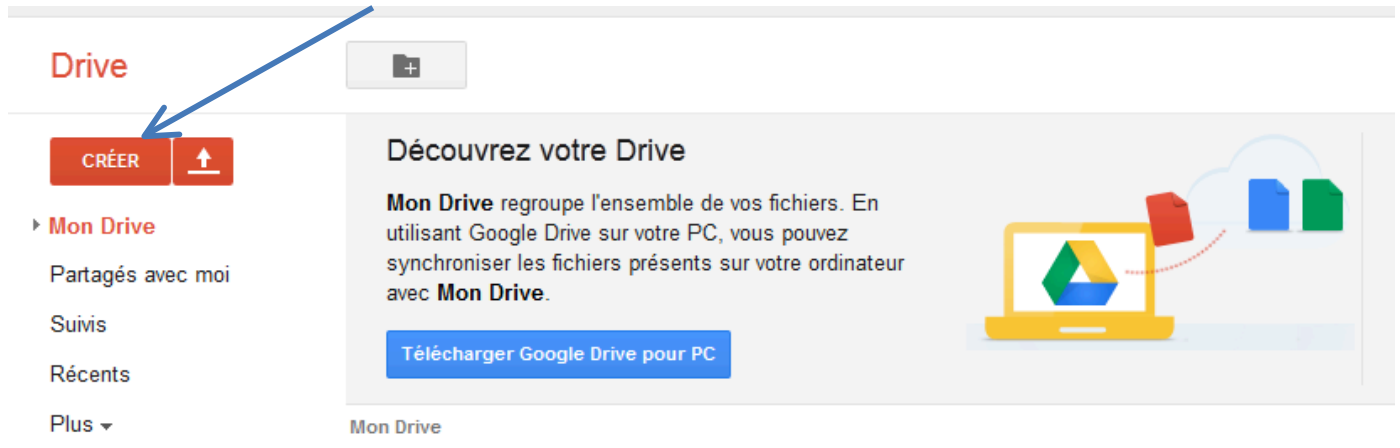 Drive
CRÉER
Mon Drive
Partagés avec moi
Suivis
Récents
Plus
Découvrez votre Drive
Mon Drive regroupe l'ensemble de vos fichiers. En
utilisant Google Drive sur votre PC, vous pouvez
synchroniser les fichiers présents sur votre ordinateur
avec Mon Drive.
Télécharger Google Drive pour PC
Mon Drive